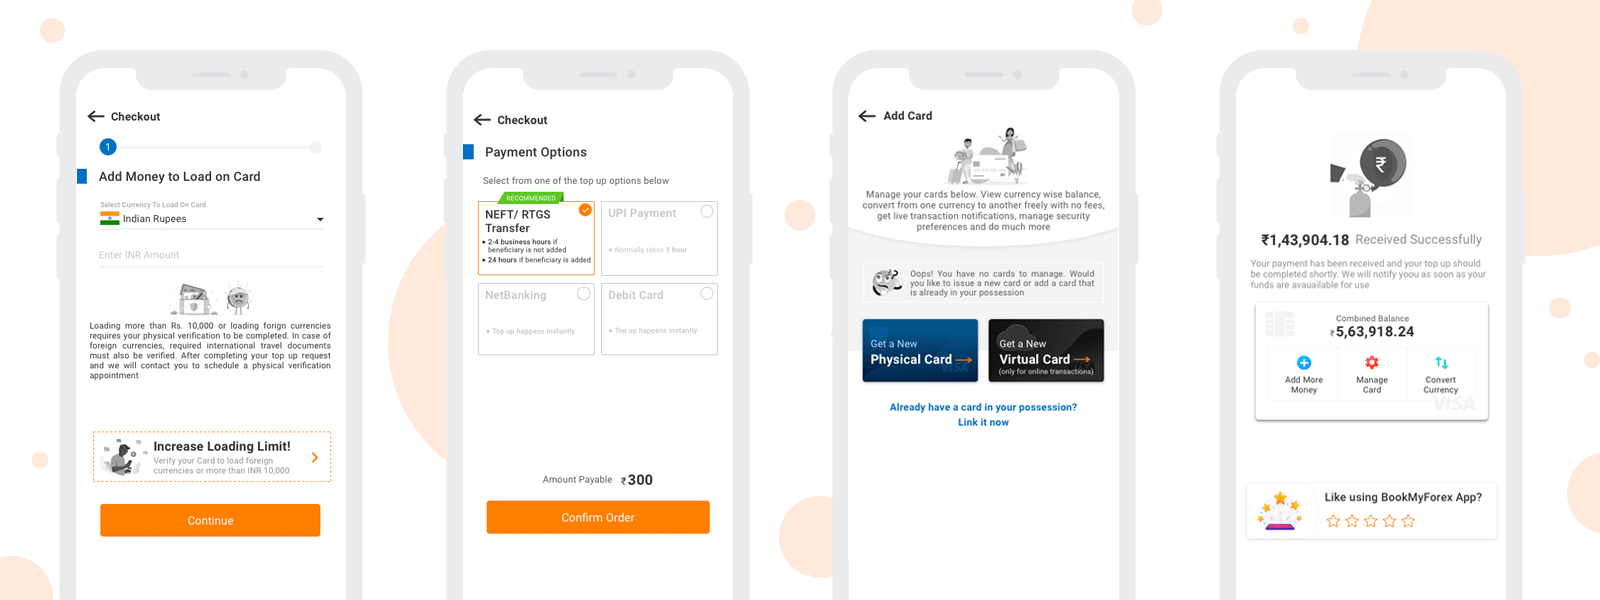 Checkout
1
Add Money to Load on Card
Select Currency To Load On Card
Indian Rupees
Enter INR Amount
Loading more than Rs. 10,000 or loading forign currencies
requires your physical verification to be completed. In case of
foreign currencies, required international travel documents
must also be verified. After completing your top up request
and we will contact you to schedule a physical verification
appointment
Increase Loading Limit!
Verify your Card to load foreign
currencies or more than INR 10,000
Continue
Checkout
Payment Options
Select from one of the top up options below
RECOMMENDED
NEFT/ RTGS
Transfer
• 2-4 business hours if
beneficiary is not added
• 24 hours if beneficiary is added
UPI Payment
• Normally takes 1 hour
NetBanking
• Top up happens instantly
Debit Card
• Top up happens instantly
Amount Payable ₹300
Confirm Order
Add Card
Manage your cards below. View currency wise balance,
convert from one currency to another freely with no fees,
get live transaction notifications, manage security
preferences and do much more
Oops! You have no cards to manage. Would
you like to issue a new card or add a card that
is already in your possession
Get a New
Physical Card
VISA
Get a New
Virtual Card
(only for online transactions)
VISA
Already have a card in your possession?
Link it now
₹
₹1,43,904.18 Received Successfully
Your payment has been received and your top up should
be completed shortly. We will notify yoou as soon as your
funds are avauailable for use
Combined Balance
₹5,63,918.24
Add More
Money
Manage
Card
Convert
Currency
VISA
Like using BookMyForex App?